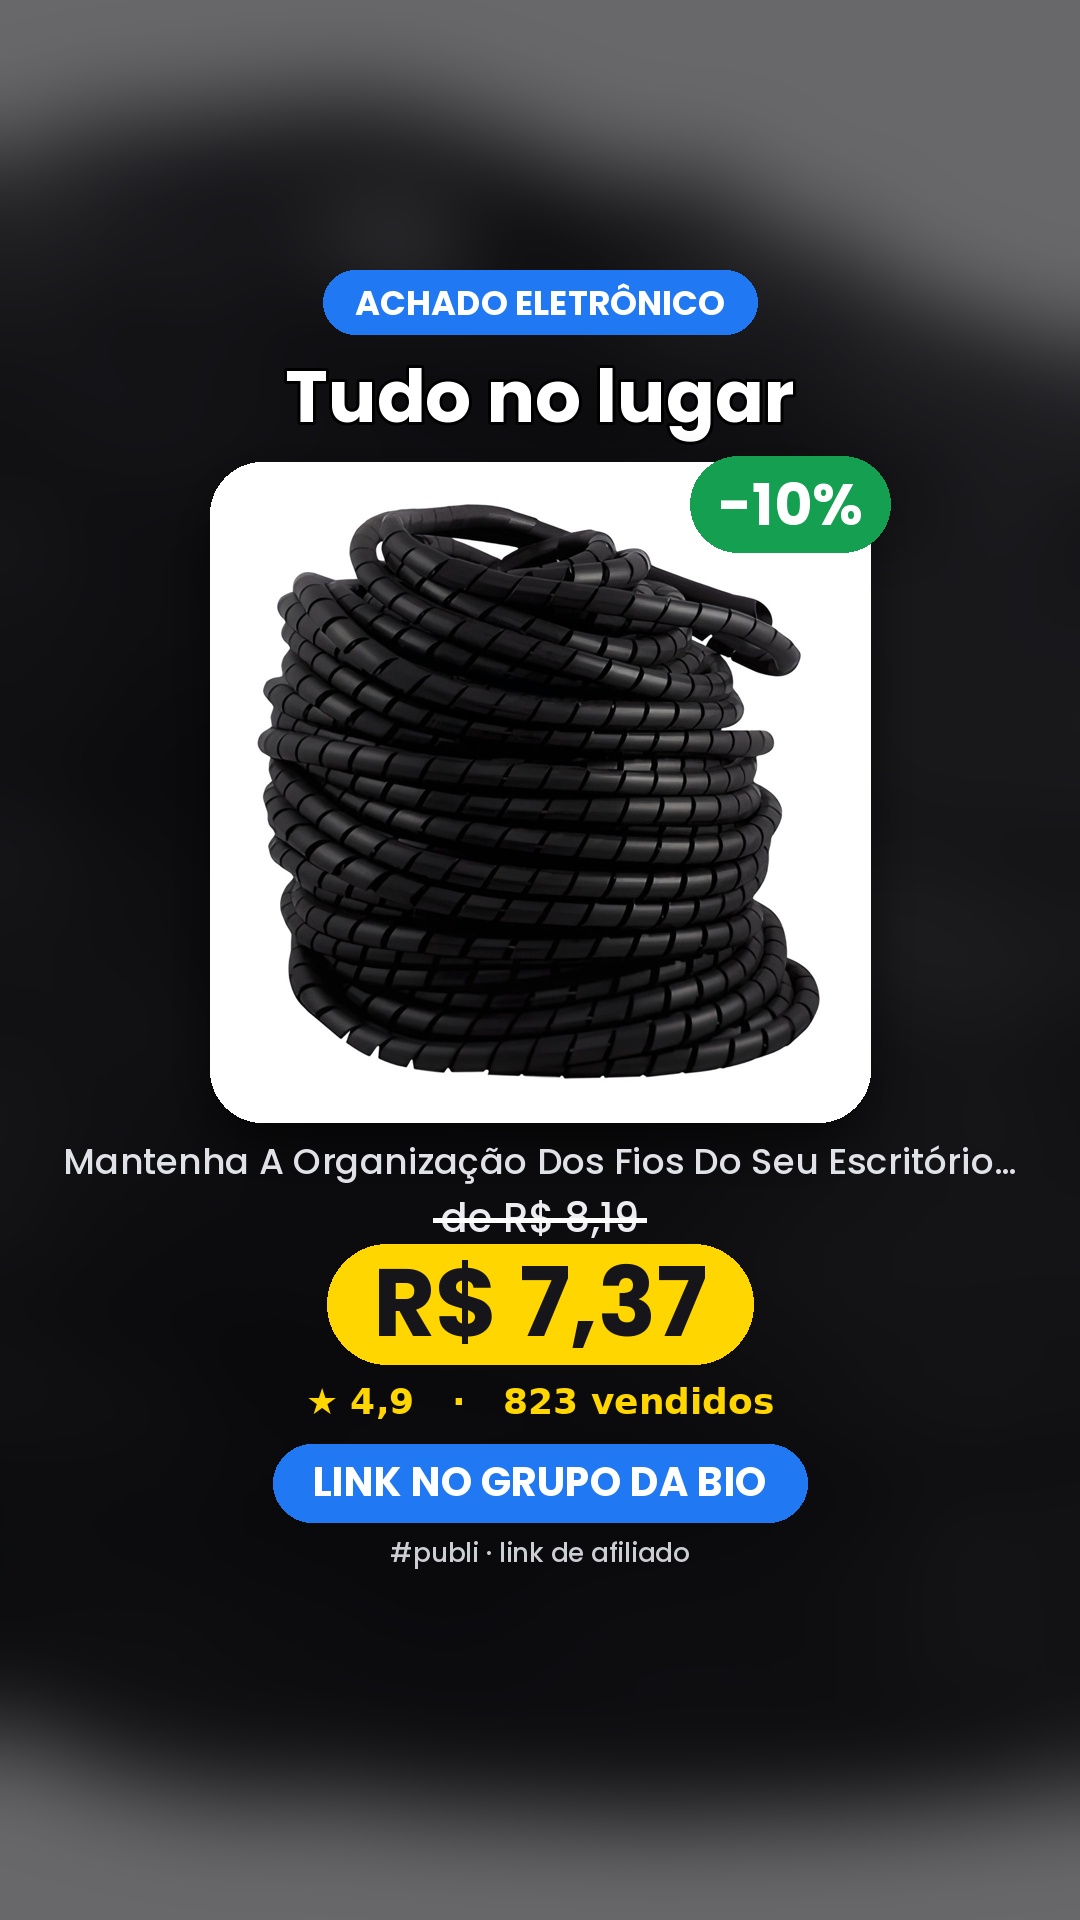 ACHADO ELETRÔNICO
Tudo no lugar
-10%
Mantenha A Organização Dos Fios Do Seu Escritório...
de R$ 8,19
R$ 7,37
★ 4,9 · 823 vendidos
LINK NO GRUPO DA BIO
#publi · link de afiliado